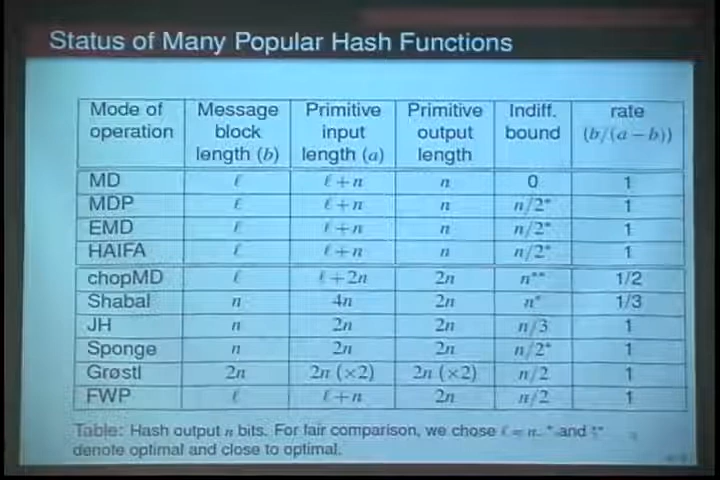 Status of Many Popular Hash Functions
Mode of operation | Message block length (b) | Primitive input length (a) | Primitive output length | Indiff. bound | rate (b/(a − b))
MD | ℓ | ℓ + n | n | 0 | 1
MDP | ℓ | ℓ + n | n | n/2* | 1
EMD | ℓ | ℓ + n | n | n/2* | 1
HAIFA | ℓ | ℓ + n | n | n/2* | 1
chopMD | ℓ | ℓ + 2n | 2n | n** | 1/2
Shabal | n | 4n | 2n | n* | 1/3
JH | n | 2n | 2n | n/3 | 1
Sponge | n | 2n | 2n | n/2* | 1
Grøstl | 2n | 2n (×2) | 2n (×2) | n/2 | 1
FWP | ℓ | ℓ + n | 2n | n/2 | 1
Table: Hash output n bits. For fair comparison, we chose ℓ = n. * and **
denote optimal and close to optimal.